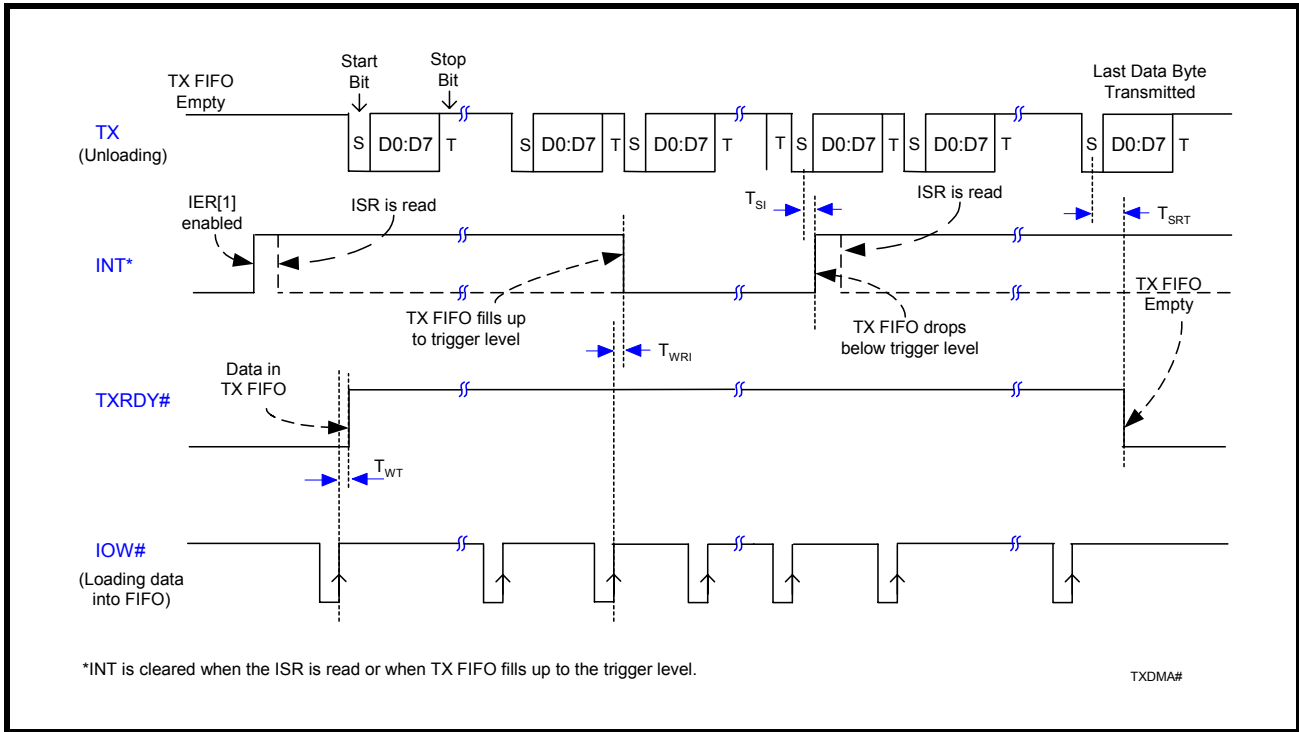 TX FIFO
Empty
Start
Bit
Stop
Bit
Last Data Byte
Transmitted
TX
(Unloading)
S D0:D7 T S D0:D7 T S D0:D7 T T S D0:D7 T S D0:D7 T S D0:D7 T
IER[1]
enabled
ISR is read
TSI
ISR is read
TSRT
INT*
TX FIFO fills up
to trigger level
TX FIFO drops
below trigger level
TX FIFO
Empty
TWRI
Data in
TX FIFO
TXRDY#
TWT
IOW#
(Loading data
into FIFO)
*INT is cleared when the ISR is read or when TX FIFO fills up to the trigger level.
TXDMA#